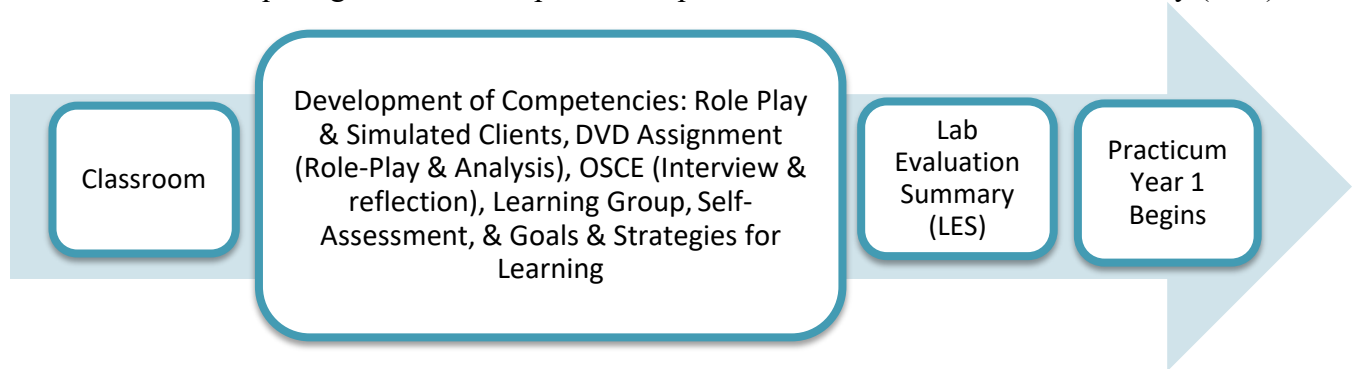 Classroom
Development of Competencies: Role Play
& Simulated Clients, DVD Assignment
(Role-Play & Analysis), OSCE (Interview &
reflection), Learning Group, Self-
Assessment, & Goals & Strategies for
Learning
Lab
Evaluation
Summary
(LES)
Practicum
Year 1
Begins